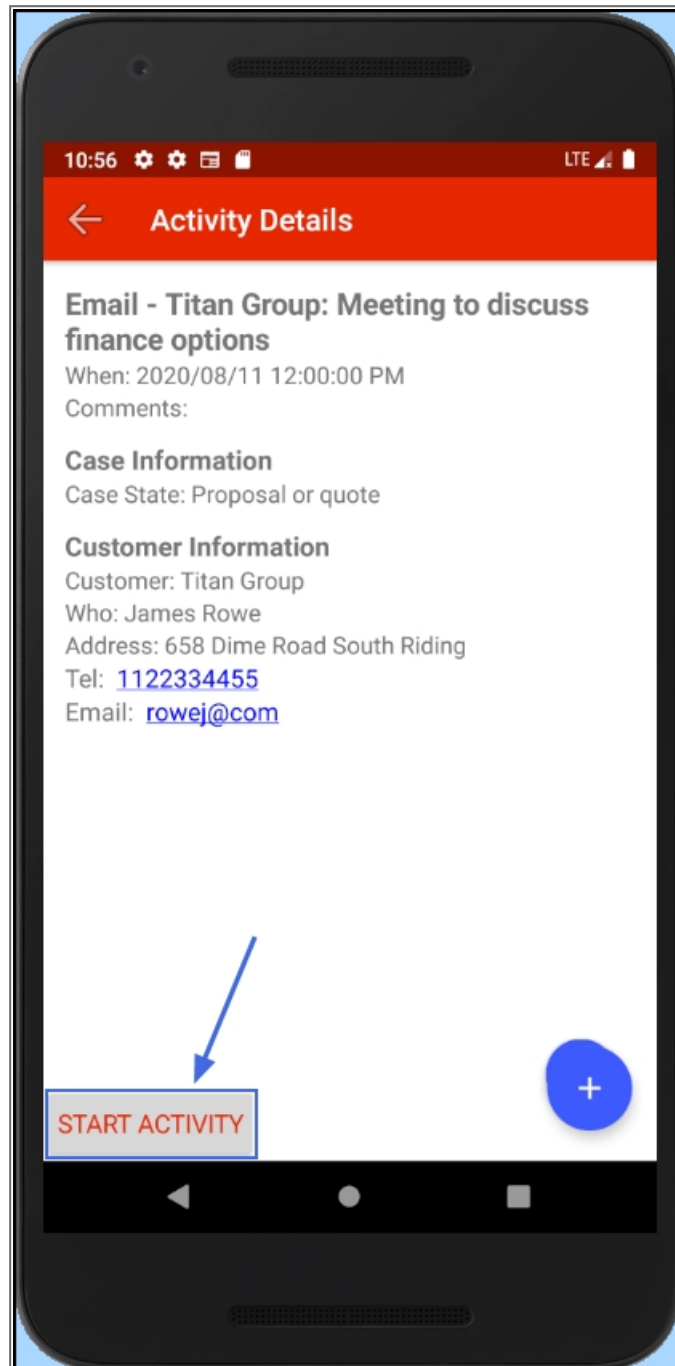 10:56 LTE
Activity Details
Email - Titan Group: Meeting to discuss
finance options
When: 2020/08/11 12:00:00 PM
Comments:
Case Information
Case State: Proposal or quote
Customer Information
Customer: Titan Group
Who: James Rowe
Address: 658 Dime Road South Riding
Tel: 1122334455
Email: rowej@com
+
START ACTIVITY